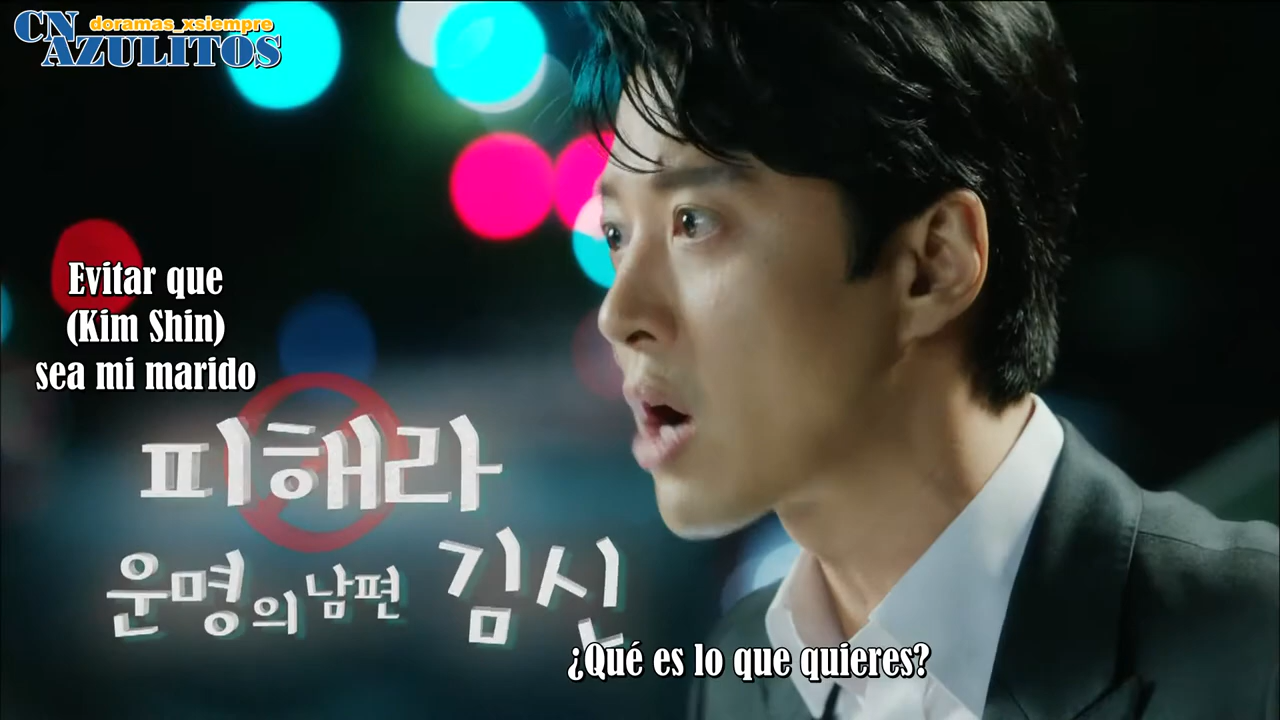 CN
doramas_xsiempre
AZULITOS
Evitar que
(Kim Shin)
sea mi marido
피해라
운명의 남편 김신
¿Qué es lo que quieres?